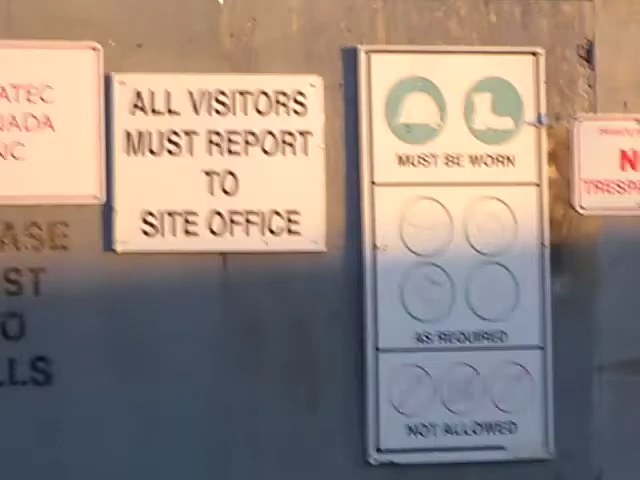 ATEC
NADA
NC
ALL VISITORS
MUST REPORT
TO
SITE OFFICE
MUST BE WORN
AS REQUIRED
NOT ALLOWED
N
TRESP
ASE
ST
O
LLS